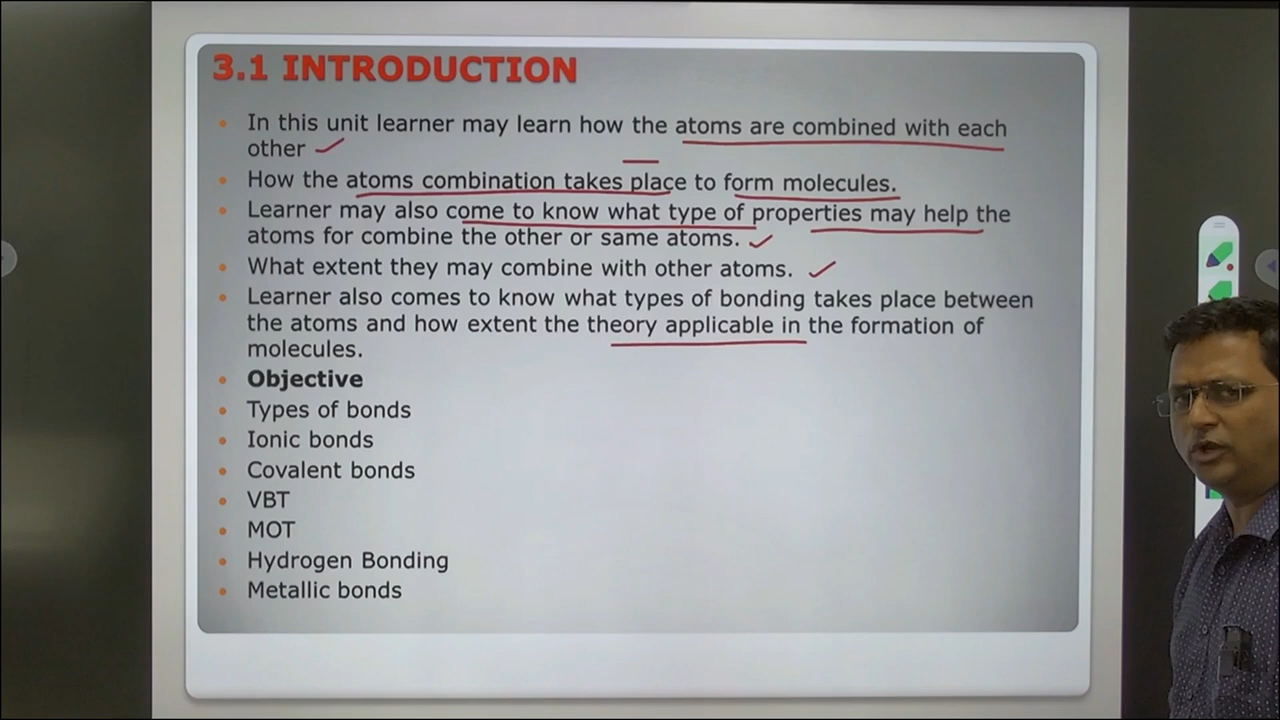 3.1 INTRODUCTION
• In this unit learner may learn how the atoms are combined with each
other
• How the atoms combination takes place to form molecules.
• Learner may also come to know what type of properties may help the
atoms for combine the other or same atoms.
• What extent they may combine with other atoms.
• Learner also comes to know what types of bonding takes place between
the atoms and how extent the theory applicable in the formation of
molecules.
• Objective
• Types of bonds
• Ionic bonds
• Covalent bonds
• VBT
• MOT
• Hydrogen Bonding
• Metallic bonds